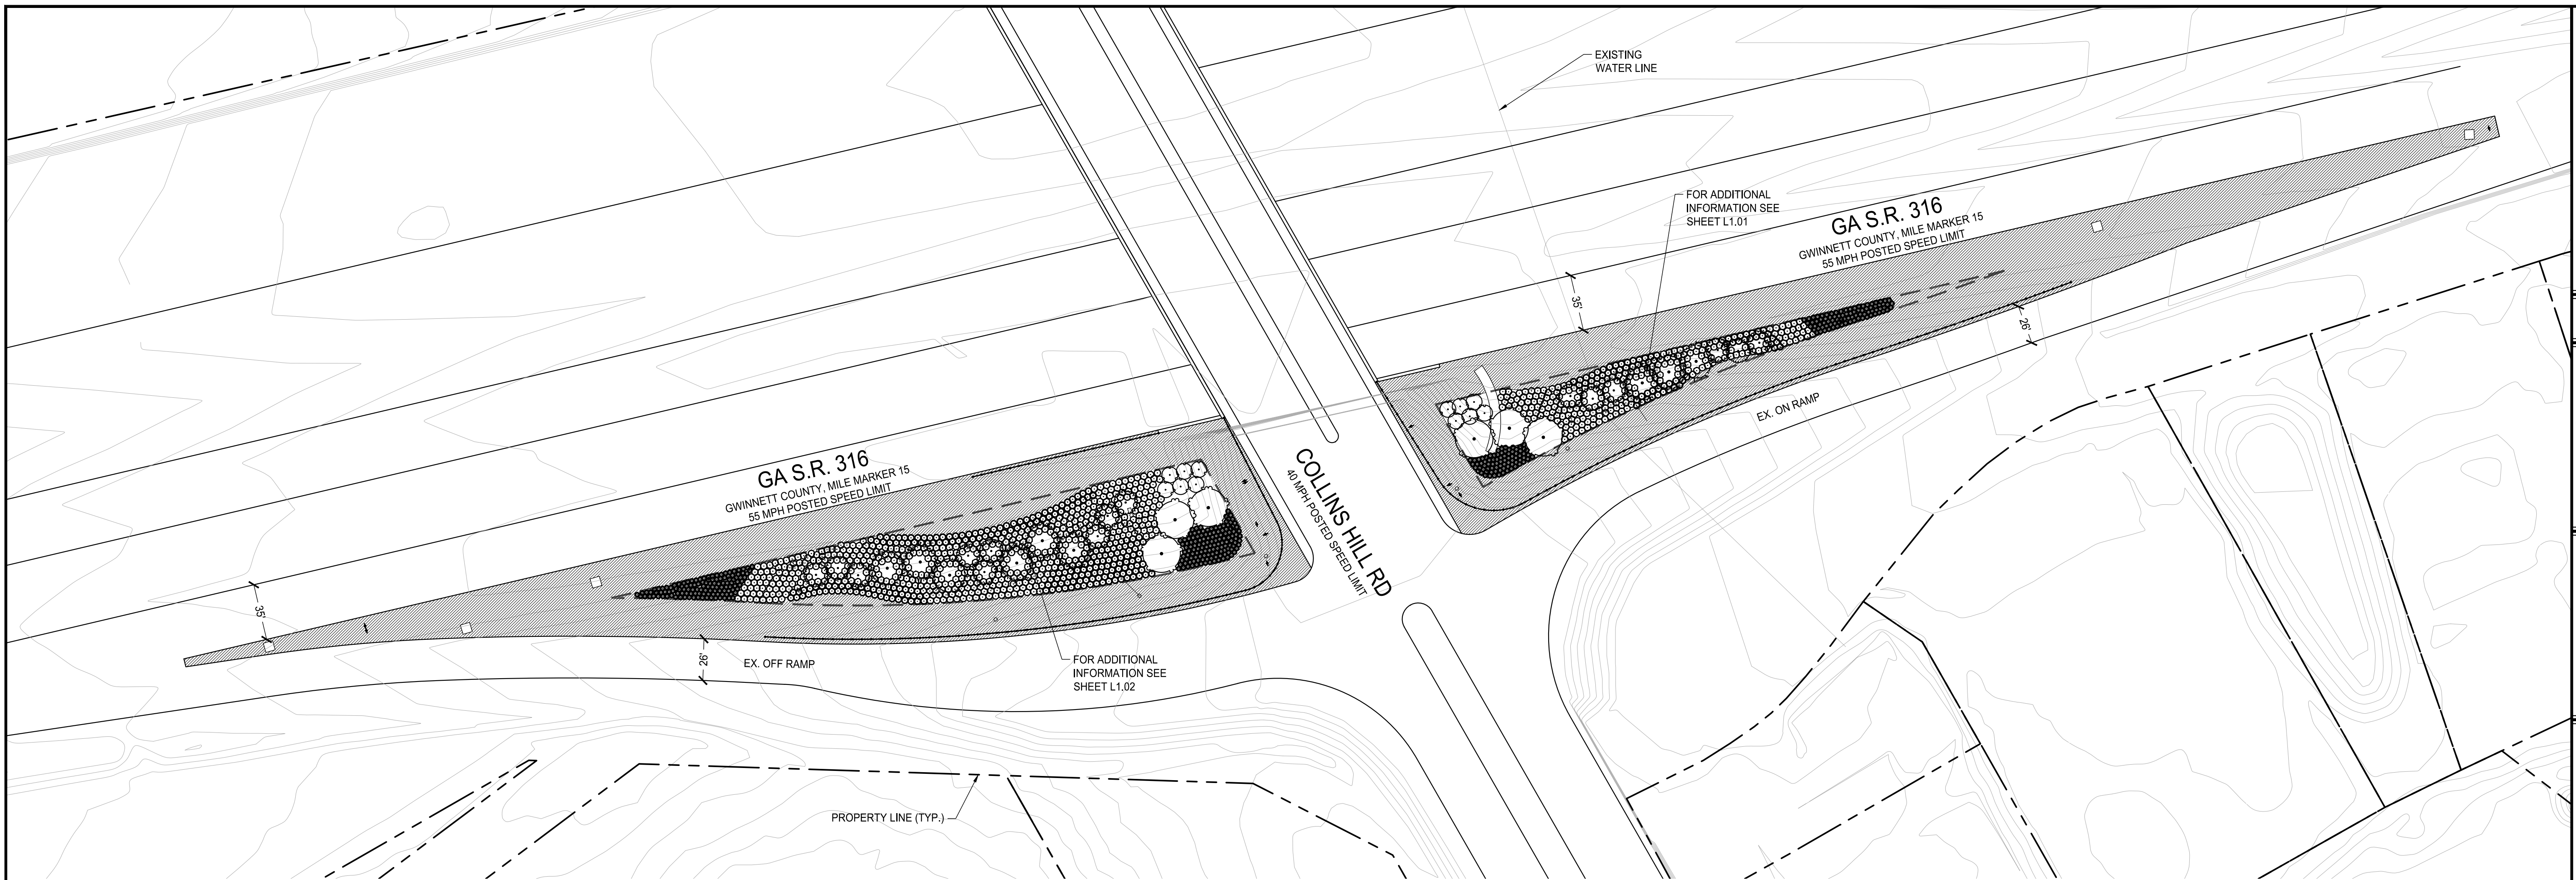 EXISTING
WATER LINE
FOR ADDITIONAL
INFORMATION SEE
SHEET L1.01
GA S.R. 316
GWINNETT COUNTY, MILE MARKER 15
55 MPH POSTED SPEED LIMIT
35'
26'
EX. ON RAMP
GA S.R. 316
GWINNETT COUNTY, MILE MARKER 15
55 MPH POSTED SPEED LIMIT
COLLINS HILL RD
40 MPH POSTED SPEED LIMIT
35'
26'
EX. OFF RAMP
FOR ADDITIONAL
INFORMATION SEE
SHEET L1.02
PROPERTY LINE (TYP.)